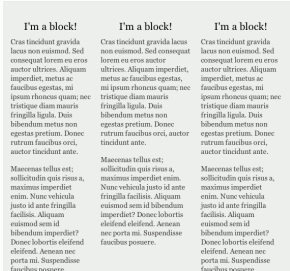 I'm a block!
Cras tincidunt gravida
lacus non euismod. Sed
consequat lorem eu eros
auctor ultrices. Aliquam
imperdiet, metus ac
faucibus egestas, mi
ipsum rhoncus quam; nec
tristique diam mauris
fringilla ligula. Duis
bibendum metus non
egestas pretium. Donec
rutrum faucibus orci,
auctor tincidunt ante.
Maecenas tellus est;
sollicitudin quis risus a,
maximus imperdiet
enim. Nunc vehicula
justo id ante fringilla
facilisis. Aliquam
euismod sem id
bibendum imperdiet?
Donec lobortis eleifend
eleifend. Aenean nec
porta mi. Suspendisse
faucibus posuere
I'm a block!
Cras tincidunt gravida lacus
non euismod. Sed consequat
lorem eu eros auctor
ultrices. Aliquam imperdiet,
metus ac faucibus egestas,
mi ipsum rhoncus quam; nec
tristique diam mauris
fringilla ligula. Duis
bibendum metus non
egestas pretium. Donec
rutrum faucibus orci, auctor
tincidunt ante.
Maecenas tellus est;
sollicitudin quis risus a,
maximus imperdiet enim.
Nunc vehicula justo id ante
fringilla facilisis. Aliquam
euismod sem id bibendum
imperdiet? Donec lobortis
eleifend eleifend. Aenean
nec porta mi. Suspendisse
faucibus posuere.
I'm a block!
Cras tincidunt gravida
lacus non euismod. Sed
consequat lorem eu eros
auctor ultrices. Aliquam
imperdiet, metus ac
faucibus egestas, mi
ipsum rhoncus quam; nec
tristique diam mauris
fringilla ligula. Duis
bibendum metus non
egestas pretium. Donec
rutrum faucibus orci,
auctor tincidunt ante.
Maecenas tellus est;
sollicitudin quis risus a,
maximus imperdiet
enim. Nunc vehicula
justo id ante fringilla
facilisis. Aliquam
euismod sem id
bibendum imperdiet?
Donec lobortis eleifend
eleifend. Aenean nec
porta mi. Suspendisse
faucibus posuere